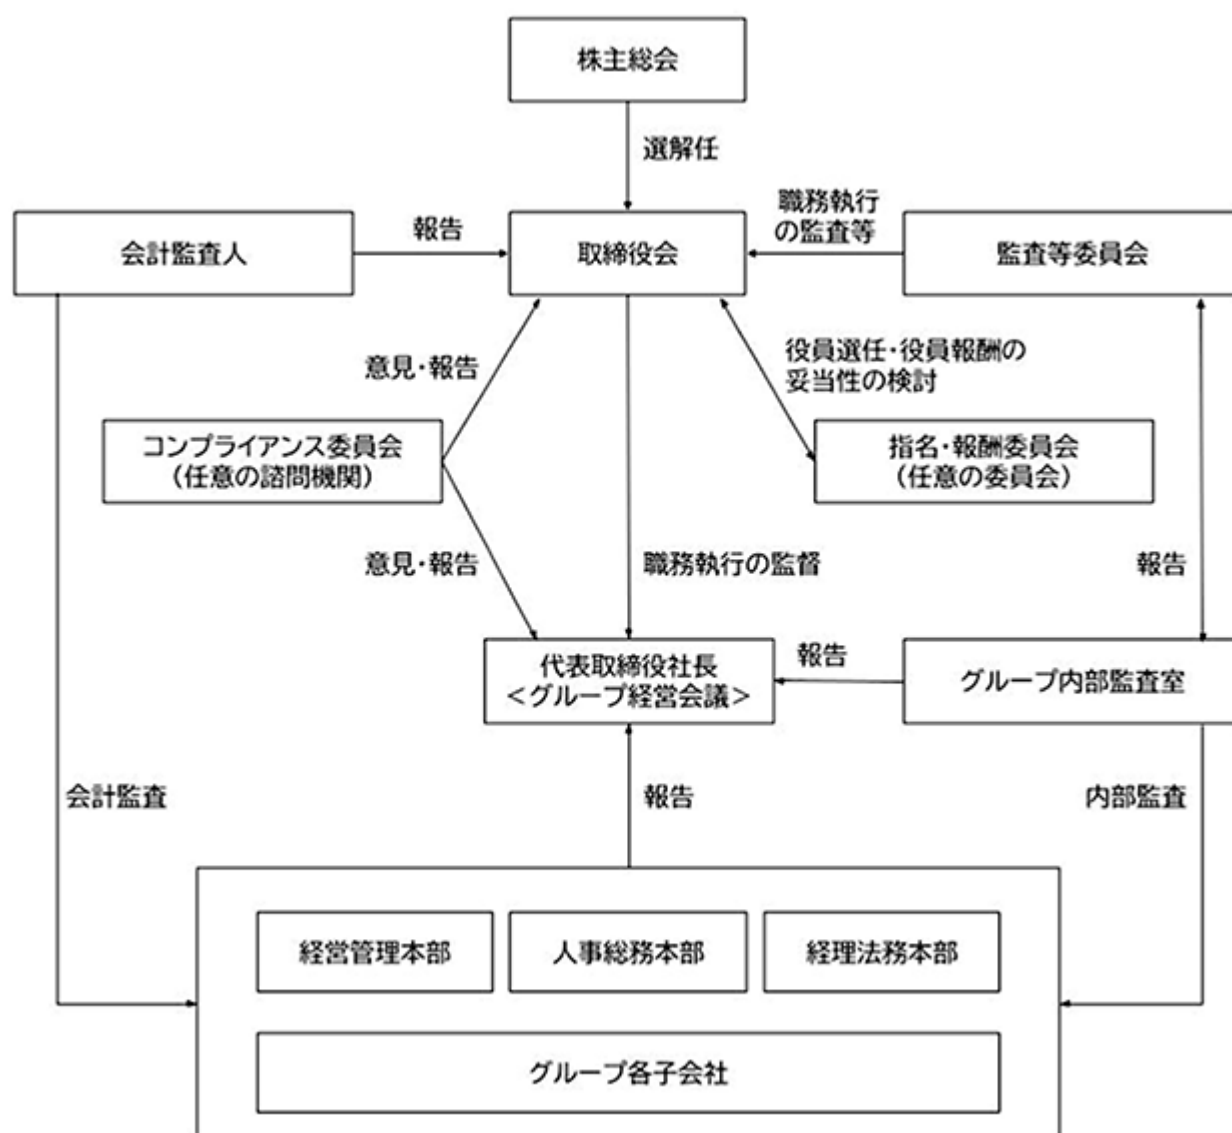 株主総会
選解任
会計監査人
報告
取締役会
職務執行
の監査等
監査等委員会
意見・報告
役員選任・役員報酬の
妥当性の検討
コンプライアンス委員会
(任意の諮問機関)
指名・報酬委員会
(任意の委員会)
意見・報告
職務執行の監督
報告
代表取締役社長
<グループ経営会議>
報告
グループ内部監査室
会計監査
報告
内部監査
経営管理本部
人事総務本部
経理法務本部
グループ各子会社